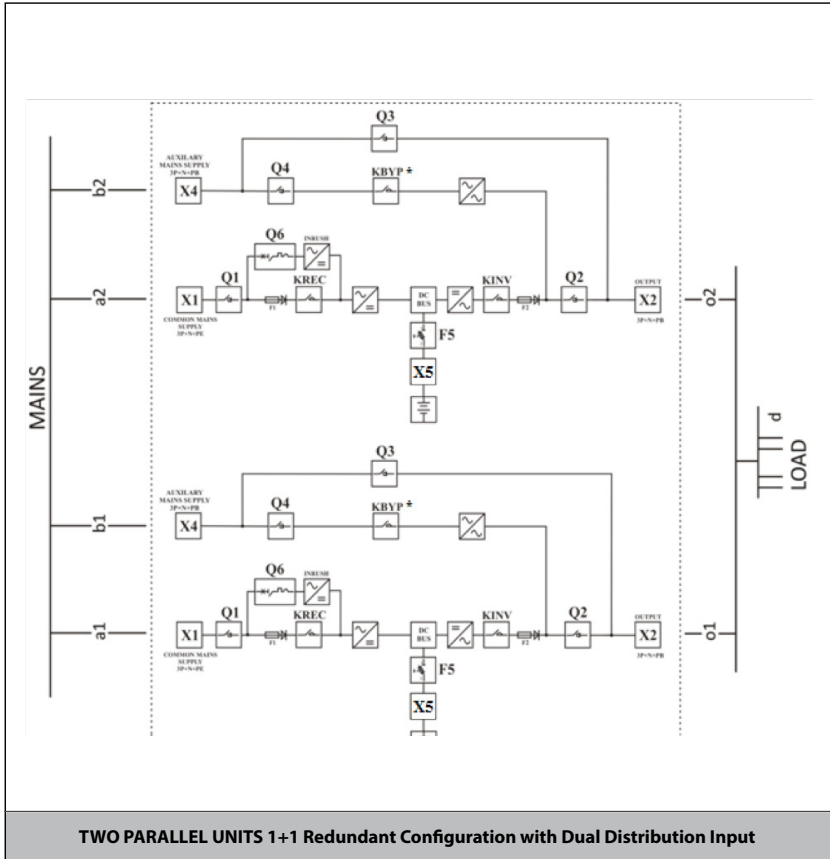 Q3
AUXILARY
MAINS SUPPLY
3P+N+PB
X4
Q4
KBYP *
b2
Q6
INRUSH
Q1
KREC
DC
BUS
KINV
Q2
OUTPUT
X1
F1
F2
X2
a2
o2
COMMON MAINS
SUPPLY
3P+N+PE
3P+N+PB
F5
X5
MAINS
d
LOAD
Q3
AUXILARY
MAINS SUPPLY
3P+N+PB
X4
Q4
KBYP *
b1
Q6
INRUSH
Q1
KREC
DC
BUS
KINV
Q2
OUTPUT
X1
F1
F2
X2
a1
o1
COMMON MAINS
SUPPLY
3P+N+PE
3P+N+PB
F5
X5
TWO PARALLEL UNITS 1+1 Redundant Configuration with Dual Distribution Input